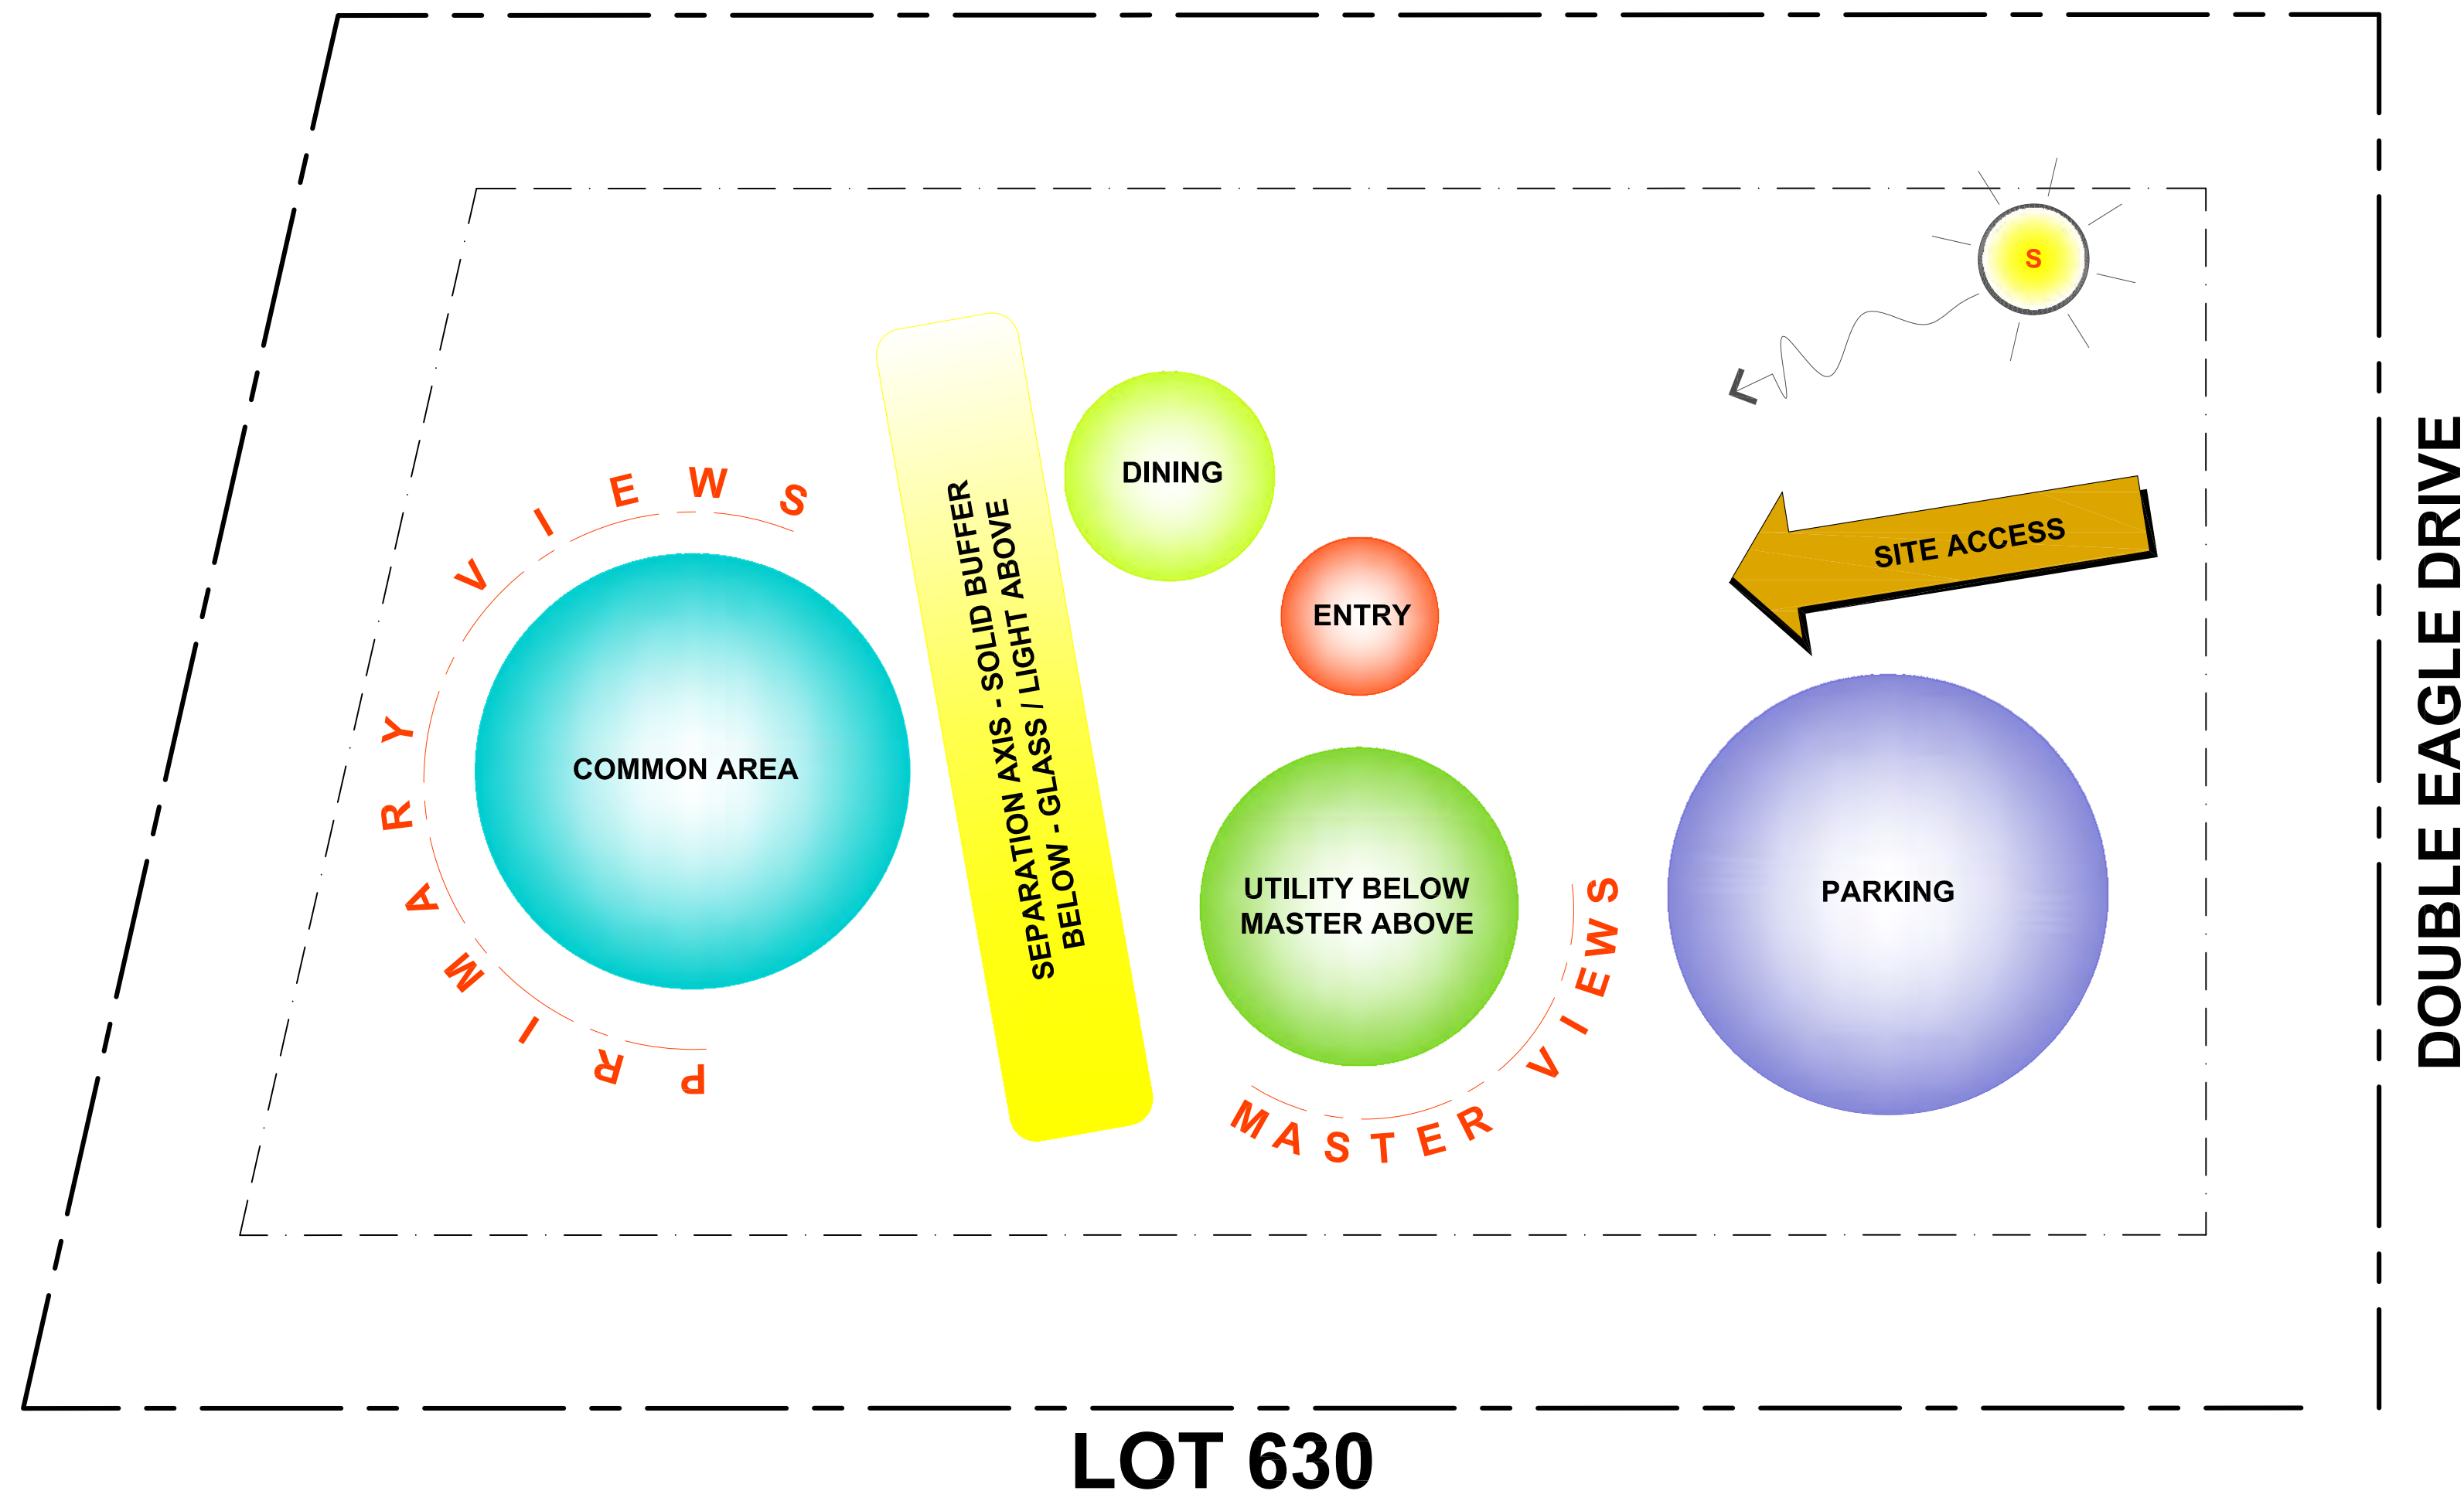 S
DINING
PRIMARY VIEWS
SEPARATION AXIS - SOLID BUFFER
BELOW - GLASS / LIGHT ABOVE
SITE ACCESS
ENTRY
COMMON AREA
UTILITY BELOW
MASTER ABOVE
PARKING
MASTER VIEWS
DOUBLE EAGLE DRIVE
LOT 630